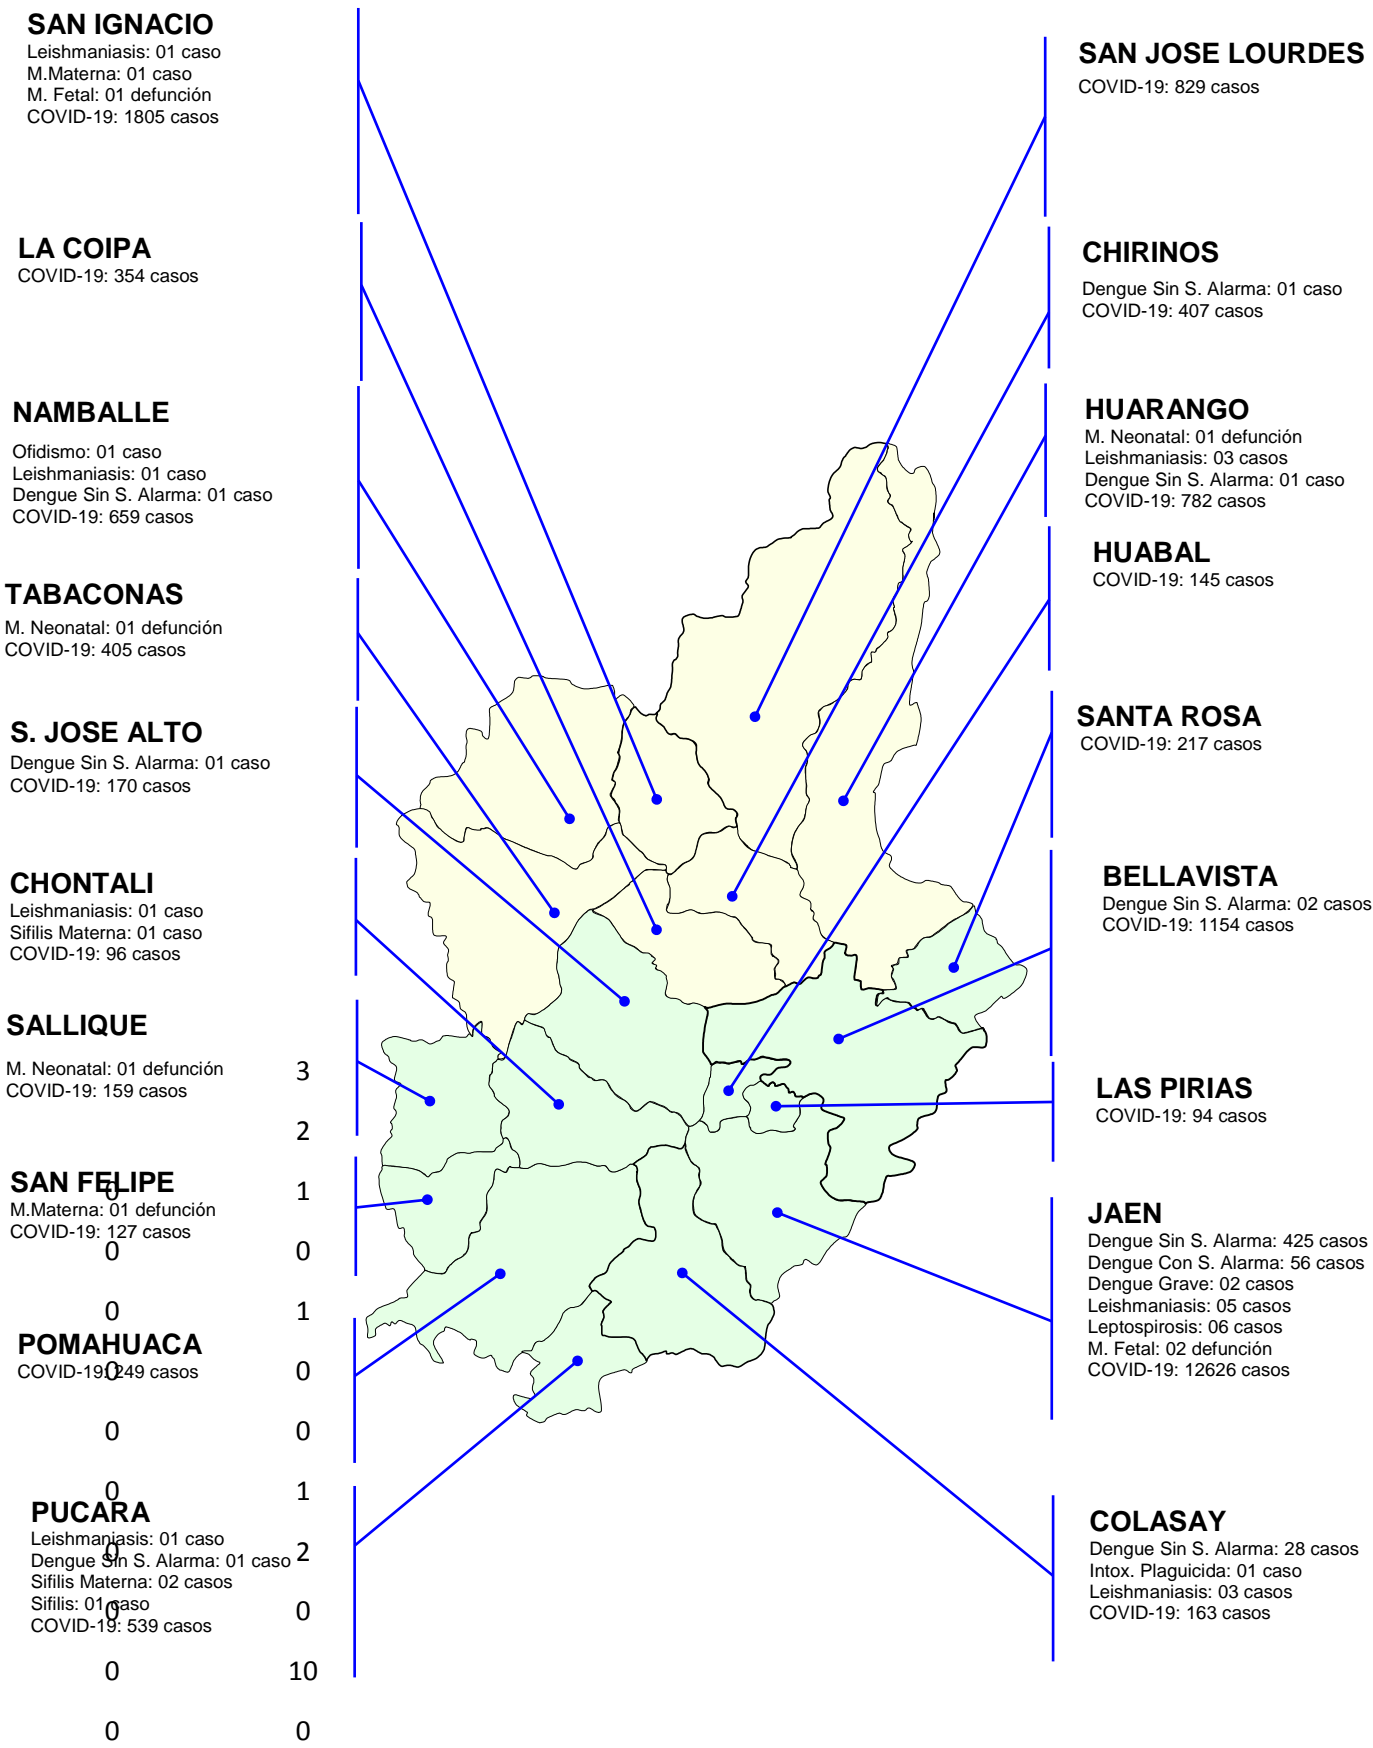 SAN IGNACIO
Leishmaniasis: 01 caso
M.Materna: 01 caso
M. Fetal: 01 defunción
COVID-19: 1805 casos
LA COIPA
COVID-19: 354 casos
NAMBALLE
Ofidismo: 01 caso
Leishmaniasis: 01 caso
Dengue Sin S. Alarma: 01 caso
COVID-19: 659 casos
TABACONAS
M. Neonatal: 01 defunción
COVID-19: 405 casos
S. JOSE ALTO
Dengue Sin S. Alarma: 01 caso
COVID-19: 170 casos
CHONTALI
Leishmaniasis: 01 caso
Sifilis Materna: 01 caso
COVID-19: 96 casos
SALLIQUE
M. Neonatal: 01 defunción
COVID-19: 159 casos
SAN FELIPE
M.Materna: 01 defunción
COVID-19: 127 casos
POMAHUACA
COVID-19: 249 casos
PUCARA
Leishmaniasis: 01 caso
Dengue Sin S. Alarma: 01 caso
Sifilis Materna: 02 casos
Sifilis: 01 caso
COVID-19: 539 casos
3
2
0 1
0 0
0 1
0 0
0 0
0 1
0 2
0 0
0 10
0 0
SAN JOSE LOURDES
COVID-19: 829 casos
CHIRINOS
Dengue Sin S. Alarma: 01 caso
COVID-19: 407 casos
HUARANGO
M. Neonatal: 01 defunción
Leishmaniasis: 03 casos
Dengue Sin S. Alarma: 01 caso
COVID-19: 782 casos
HUABAL
COVID-19: 145 casos
SANTA ROSA
COVID-19: 217 casos
BELLAVISTA
Dengue Sin S. Alarma: 02 casos
COVID-19: 1154 casos
LAS PIRIAS
COVID-19: 94 casos
JAEN
Dengue Sin S. Alarma: 425 casos
Dengue Con S. Alarma: 56 casos
Dengue Grave: 02 casos
Leishmaniasis: 05 casos
Leptospirosis: 06 casos
M. Fetal: 02 defunción
COVID-19: 12626 casos
COLASAY
Dengue Sin S. Alarma: 28 casos
Intox. Plaguicida: 01 caso
Leishmaniasis: 03 casos
COVID-19: 163 casos